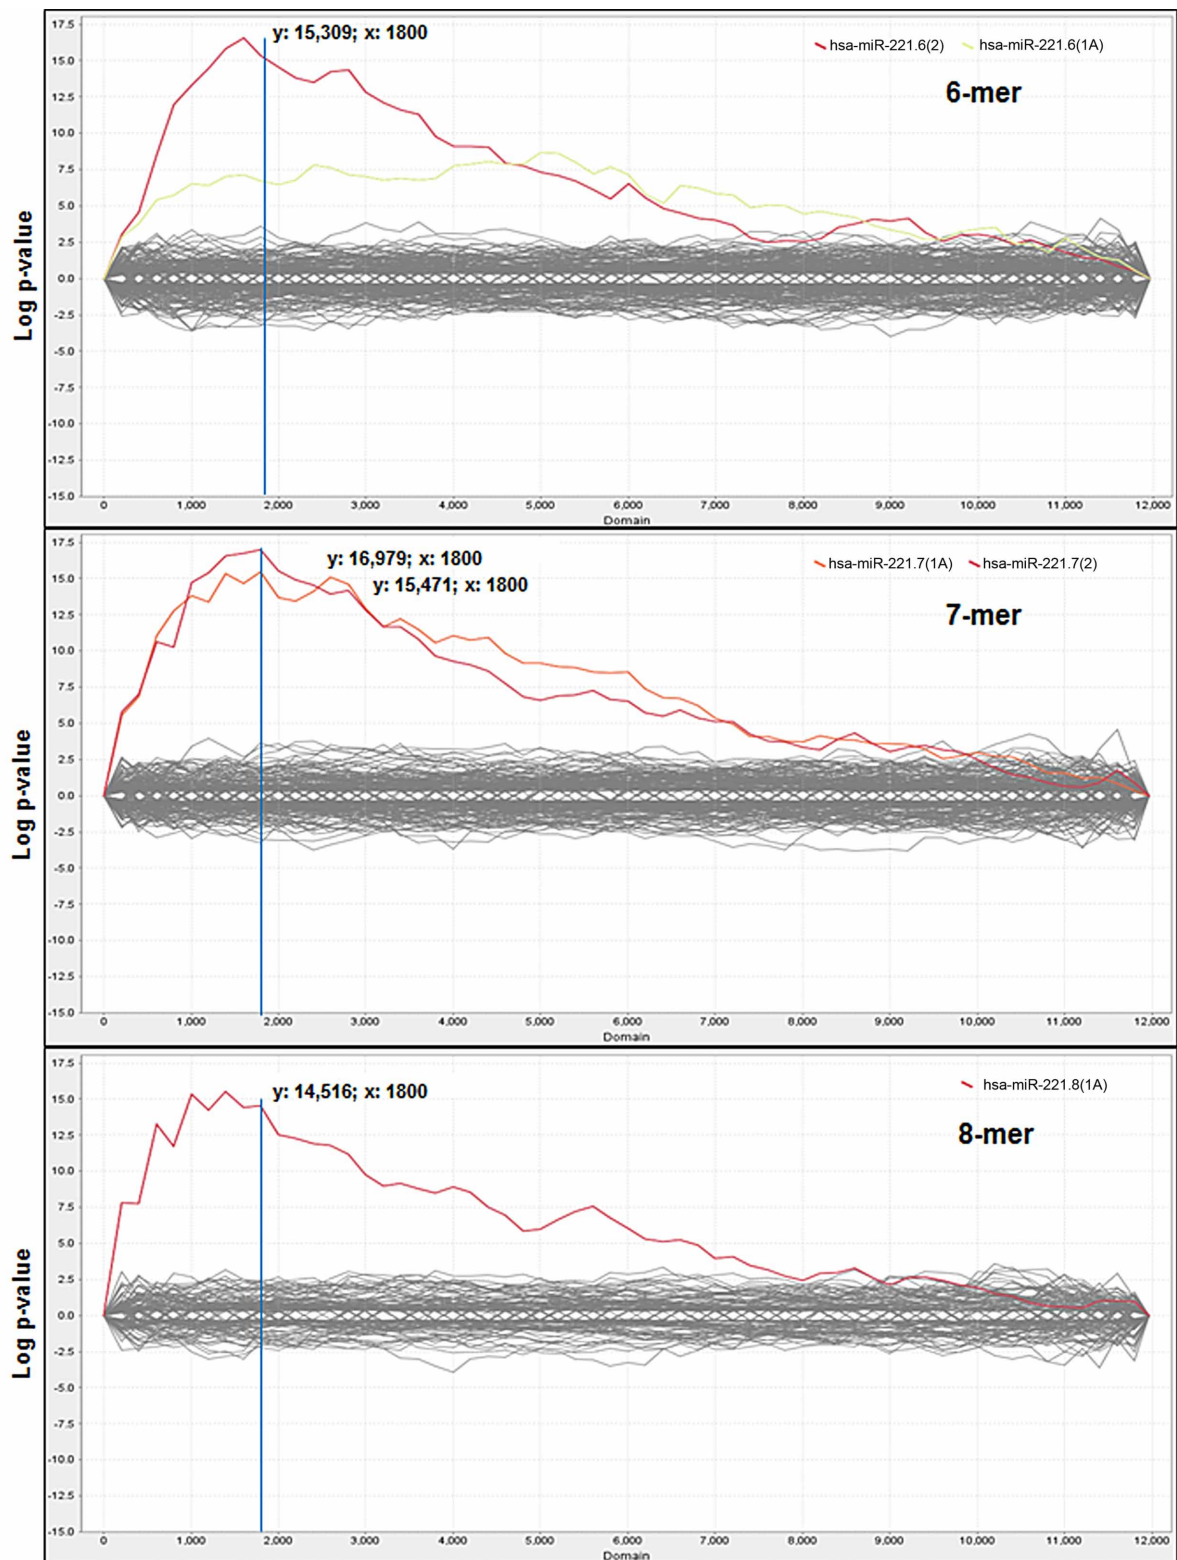 17.5
y: 15,309; x: 1800
hsa-miR-221.6(2) hsa-miR-221.6(1A)
15.0
6-mer
12.5
10.0
7.5
5.0
2.5
0.0
-2.5
-5.0
-7.5
-10.0
-12.5
-15.0
Log p-value
0 1,000 2,000 3,000 4,000 5,000 6,000 7,000 8,000 9,000 10,000 11,000 12,000
Domain
17.5
y: 16,979; x: 1800
hsa-miR-221.7(1A) hsa-miR-221.7(2)
15.0
y: 15,471; x: 1800
7-mer
12.5
10.0
7.5
5.0
2.5
0.0
-2.5
-5.0
-7.5
-10.0
-12.5
-15.0
Log p-value
0 1,000 2,000 3,000 4,000 5,000 6,000 7,000 8,000 9,000 10,000 11,000 12,000
Domain
17.5
y: 14,516; x: 1800
hsa-miR-221.8(1A)
15.0
8-mer
12.5
10.0
7.5
5.0
2.5
0.0
-2.5
-5.0
-7.5
-10.0
-12.5
-15.0
Log p-value
0 1,000 2,000 3,000 4,000 5,000 6,000 7,000 8,000 9,000 10,000 11,000 12,000
Domain